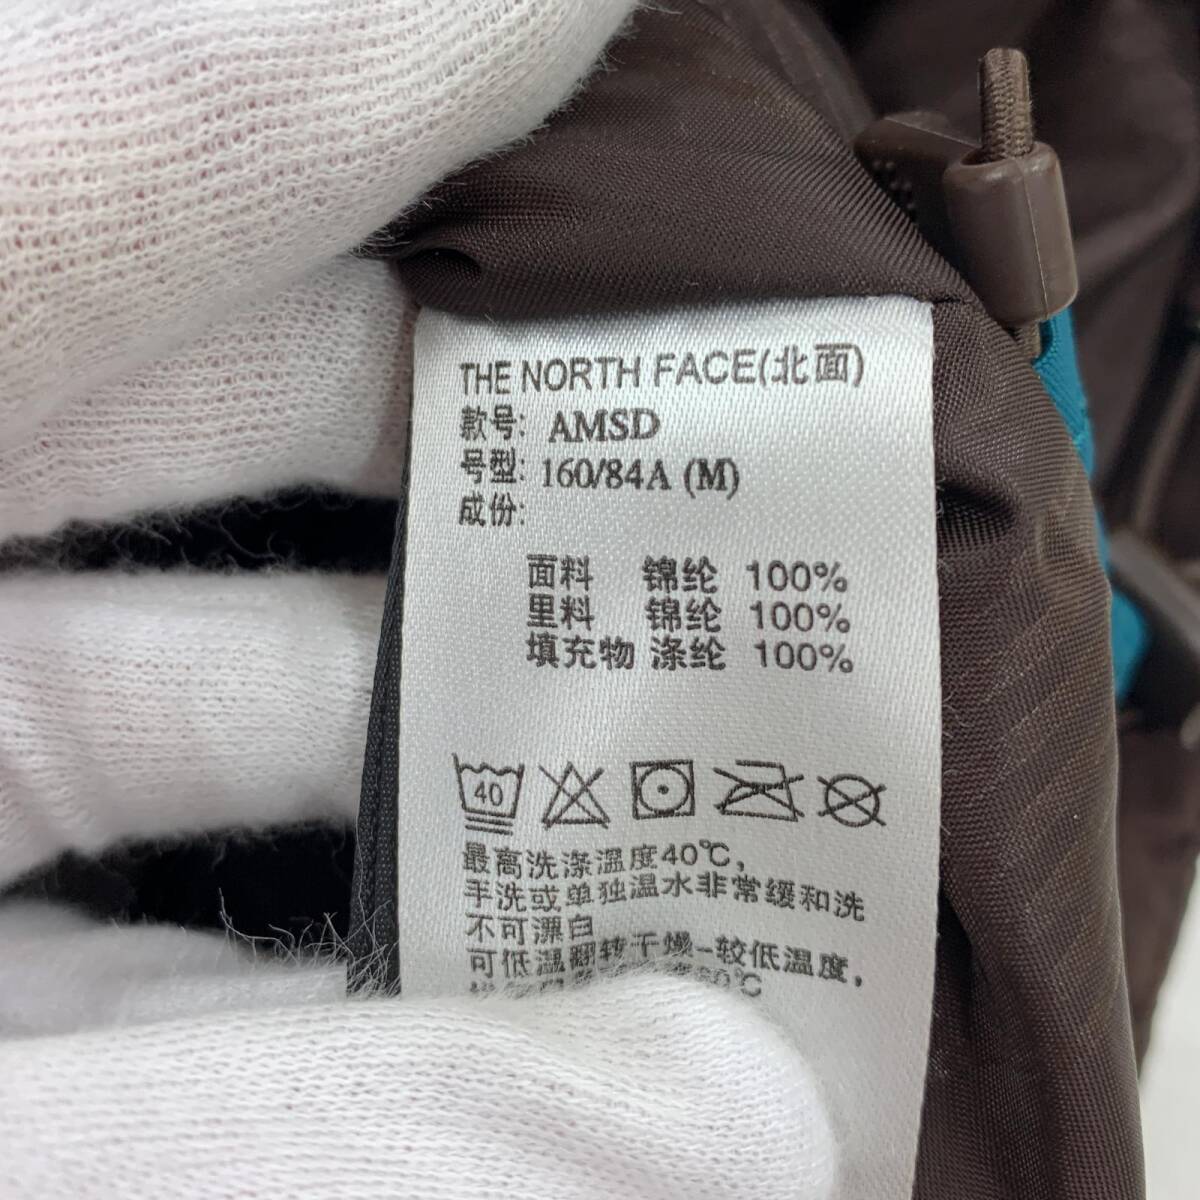 THE NORTH FACE(北面)
款号: AMSD
号型: 160/84A (M)
成份:
面料 锦纶 100%
里料 锦纶 100%
填充物 涤纶 100%
40
最高洗涤温度40℃,
手洗或单独温水非常缓和洗
不可漂白
可低温翻转干燥-较低温度,
60℃